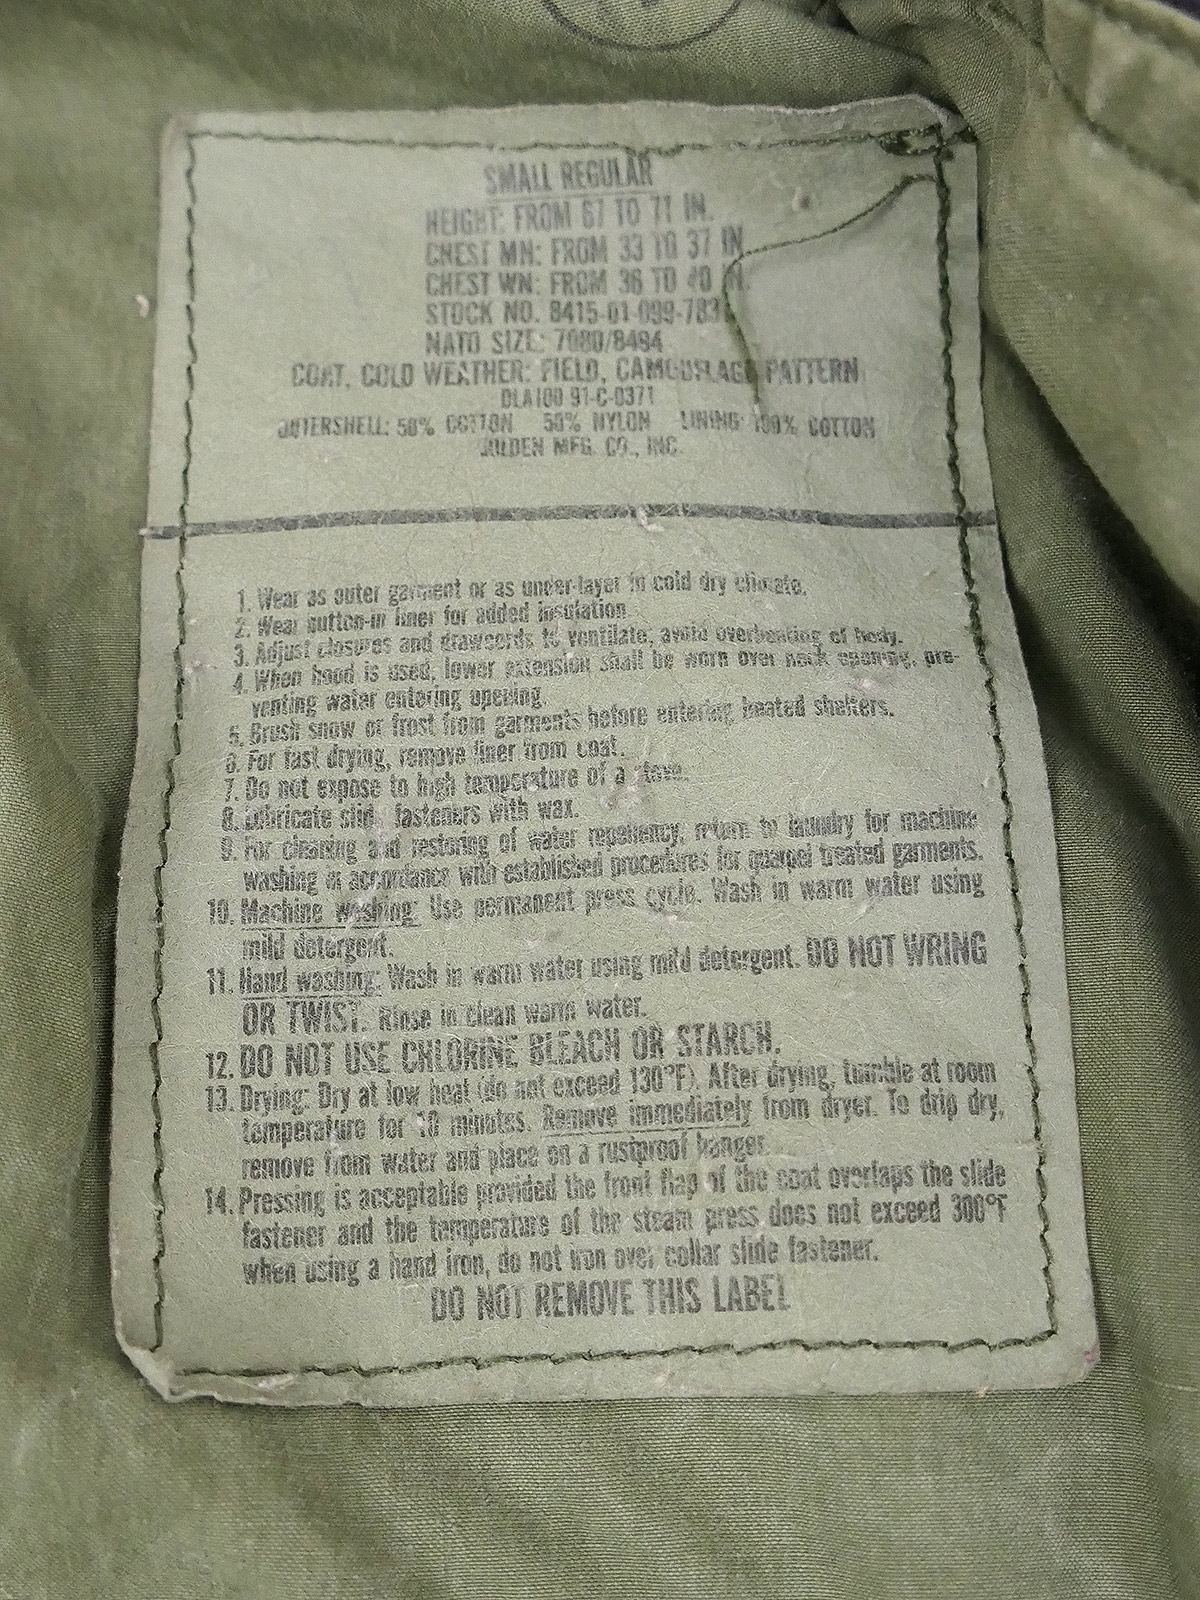 SMALL REGULAR
HEIGHT: FROM 67 TO 71 IN.
CHEST MN: FROM 33 TO 37 IN
CHEST WN: FROM 36 TO 40 IN.
STOCK NO. 8415-01-099-783
NATO SIZE: 7080/8494
COAT, COLD WEATHER: FIELD, CAMOUFLAGE PATTERN
DLA100-91-C-0371
OUTERSHELL: 50% COTTON 50% NYLON LINING: 100% COTTON
GOLDEN MFG. CO., INC.
1. Wear as outer garment or as under-layer in cold dry climate.
2. Wear button-in liner for added insulation
3. Adjust closures and drawcords to ventilate, avoid overheating of body.
4. When hood is used, lower extension shall be worn over neck opening, pre-
venting water entering opening.
5. Brush snow or frost from garments before entering heated shelters.
6. For fast drying, remove liner from coat.
7. Do not expose to high temperature of a stove.
8. Lubricate slide fasteners with wax.
9. For cleaning and restoring of water repellency, return to laundry for machine
washing in accordance with established procedures for quarpel treated garments.
10. Machine washing: Use permanent press cycle. Wash in warm water using
mild detergent.
11. Hand washing: Wash in warm water using mild detergent. DO NOT WRING
OR TWIST. Rinse in clean warm water.
12. DO NOT USE CHLORINE BLEACH OR STARCH.
13. Drying: Dry at low heat (do not exceed 130°F). After drying, tumble at room
temperature for 10 minutes. Remove immediately from dryer. To drip dry,
remove from water and place on a rustproof hanger.
14. Pressing is acceptable provided the front flap of the coat overlaps the slide
fastener and the temperature of the steam press does not exceed 300°F
when using a hand iron, do not iron over collar slide fastener.
DO NOT REMOVE THIS LABEL